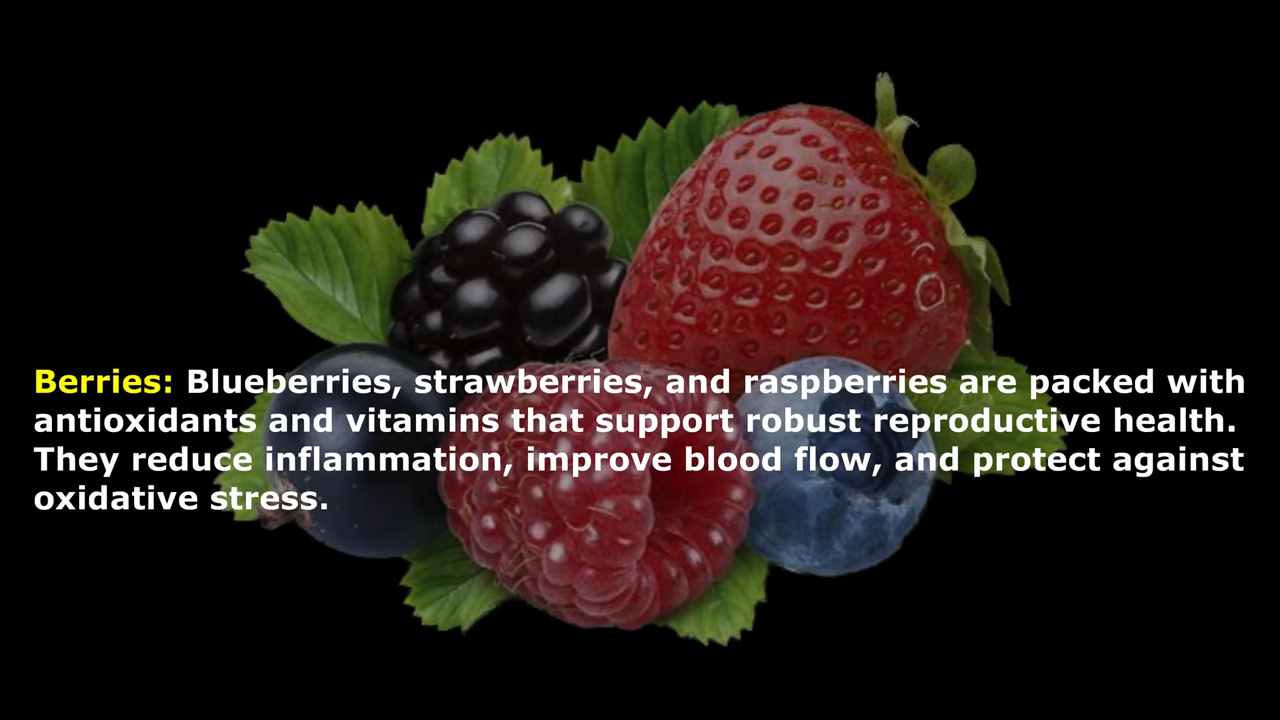 Berries: Blueberries, strawberries, and raspberries are packed with
antioxidants and vitamins that support robust reproductive health.
They reduce inflammation, improve blood flow, and protect against
oxidative stress.